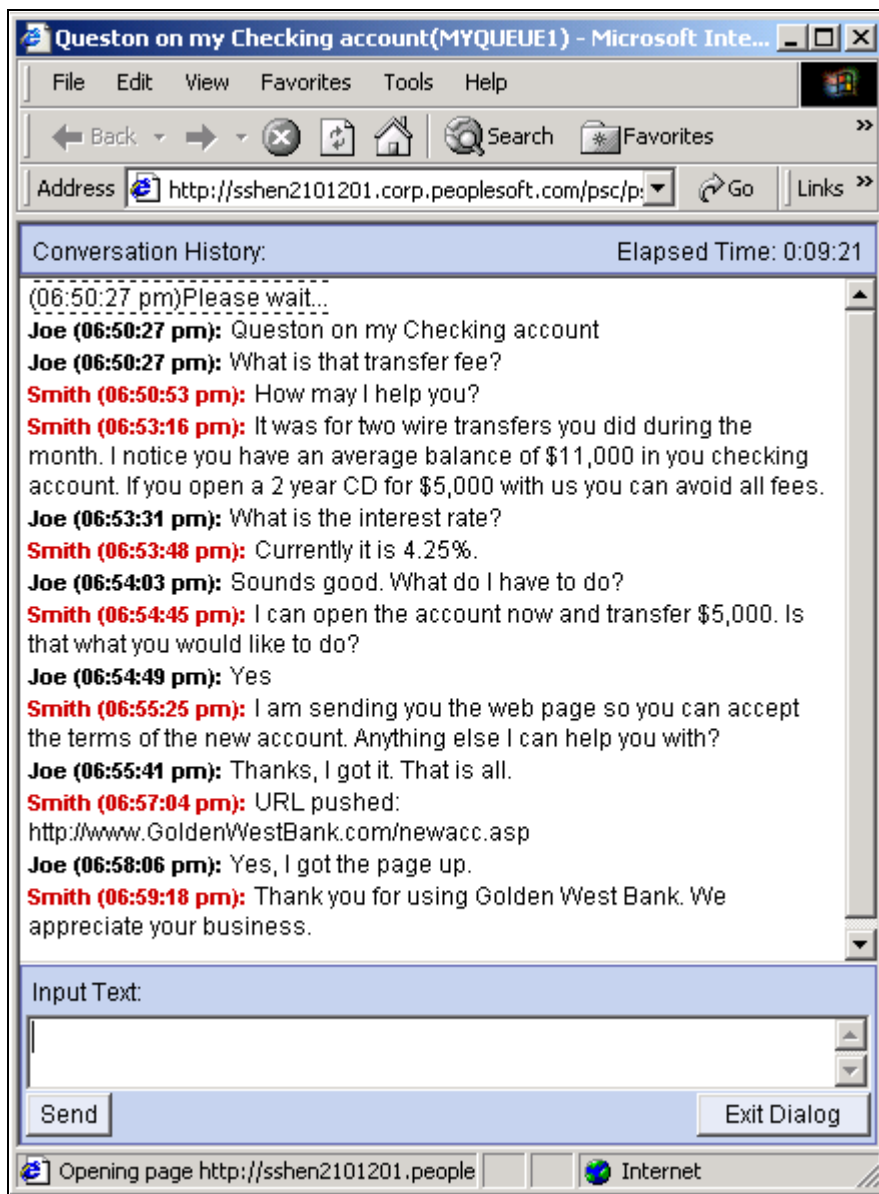 Queston on my Checking account(MYQUEUE1) - Microsoft Inte...
File Edit View Favorites Tools Help
Back Search Favorites »
Address http://sshen2101201.corp.peoplesoft.com/psc/p: Go Links »
Conversation History: Elapsed Time: 0:09:21
(06:50:27 pm)Please wait...
Joe (06:50:27 pm): Queston on my Checking account
Joe (06:50:27 pm): What is that transfer fee?
Smith (06:50:53 pm): How may I help you?
Smith (06:53:16 pm): It was for two wire transfers you did during the
month. I notice you have an average balance of $11,000 in you checking
account. If you open a 2 year CD for $5,000 with us you can avoid all fees.
Joe (06:53:31 pm): What is the interest rate?
Smith (06:53:48 pm): Currently it is 4.25%.
Joe (06:54:03 pm): Sounds good. What do I have to do?
Smith (06:54:45 pm): I can open the account now and transfer $5,000. Is
that what you would like to do?
Joe (06:54:49 pm): Yes
Smith (06:55:25 pm): I am sending you the web page so you can accept
the terms of the new account. Anything else I can help you with?
Joe (06:55:41 pm): Thanks, I got it. That is all.
Smith (06:57:04 pm): URL pushed:
http://www.GoldenWestBank.com/newacc.asp
Joe (06:58:06 pm): Yes, I got the page up.
Smith (06:59:18 pm): Thank you for using Golden West Bank. We
appreciate your business.
Input Text:
Send Exit Dialog
Opening page http://sshen2101201.people Internet